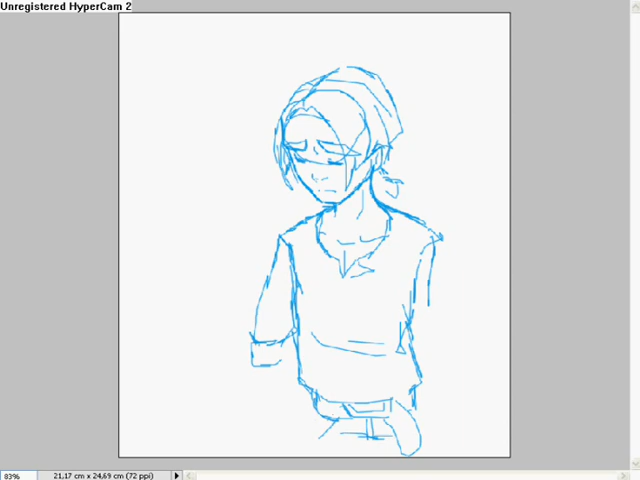 Unregistered HyperCam 2
83%
21,17 cm x 24,69 cm (72 ppi)